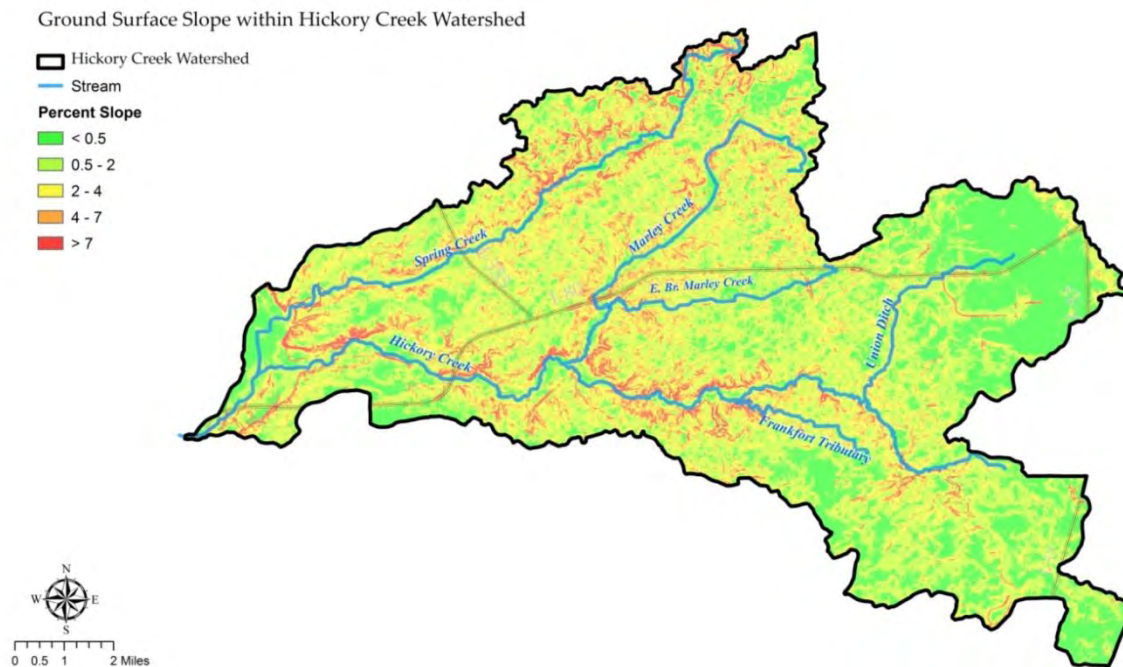 Ground Surface Slope within Hickory Creek Watershed
Hickory Creek Watershed
Stream
Percent Slope
< 0.5
0.5 - 2
2 - 4
4 - 7
> 7
Spring Creek
Marley Creek
E. Br. Marley Creek
Hickory Creek
Union Ditch
Frankfort Tributary
N
W E
S
0 0.5 1 2 Miles